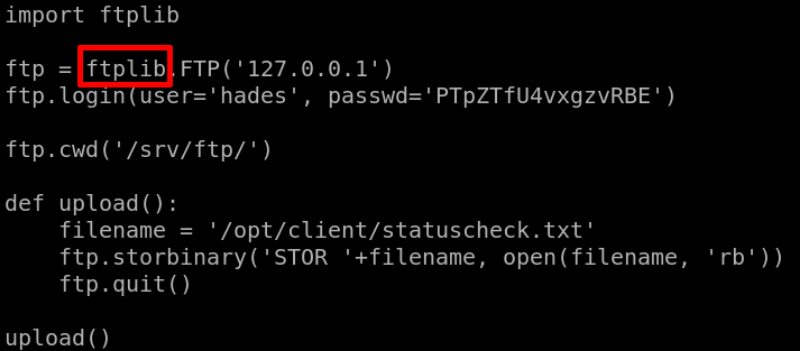 import ftplib
ftp = ftplib.FTP('127.0.0.1')
ftp.login(user='hades', passwd='PTpZTfU4vxgzvRBE')
ftp.cwd('/srv/ftp/')
def upload():
    filename = '/opt/client/statuscheck.txt'
    ftp.storbinary('STOR '+filename, open(filename, 'rb'))
    ftp.quit()
upload()